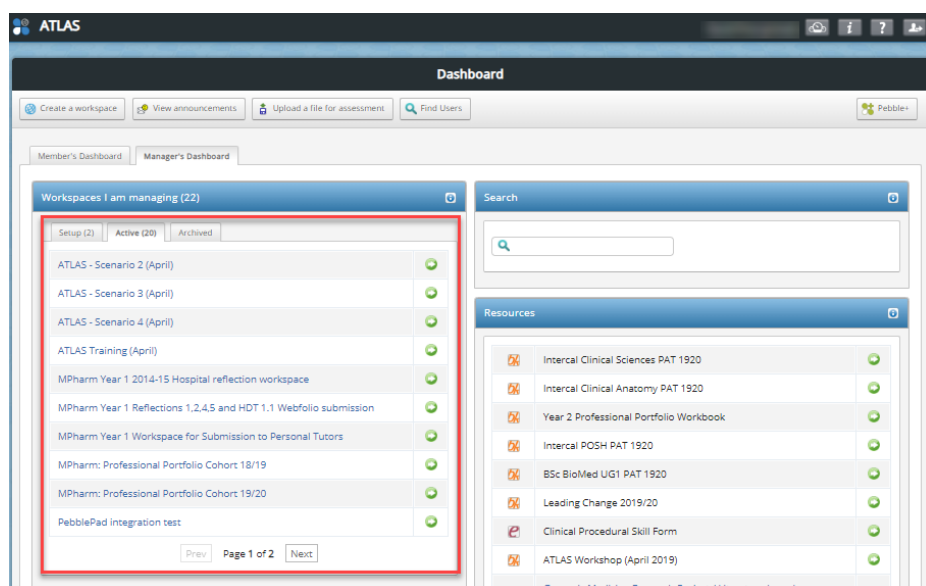 ATLAS
i ?
Dashboard
Create a workspace View announcements Upload a file for assessment Find Users Pebble+
Member's Dashboard Manager's Dashboard
Workspaces I am managing (22)
Setup (2) Active (20) Archived
ATLAS - Scenario 2 (April)
ATLAS - Scenario 3 (April)
ATLAS - Scenario 4 (April)
ATLAS Training (April)
MPharm Year 1 2014-15 Hospital reflection workspace
MPharm Year 1 Reflections 1,2,4,5 and HDT 1.1 Webfolio submission
MPharm Year 1 Workspace for Submission to Personal Tutors
MPharm: Professional Portfolio Cohort 18/19
MPharm: Professional Portfolio Cohort 19/20
PebblePad integration test
Prev Page 1 of 2 Next
Search
Resources
Intercal Clinical Sciences PAT 1920
Intercal Clinical Anatomy PAT 1920
Year 2 Professional Portfolio Workbook
Intercal POSH PAT 1920
BSc BioMed UG1 PAT 1920
Leading Change 2019/20
Clinical Procedural Skill Form
ATLAS Workshop (April 2019)